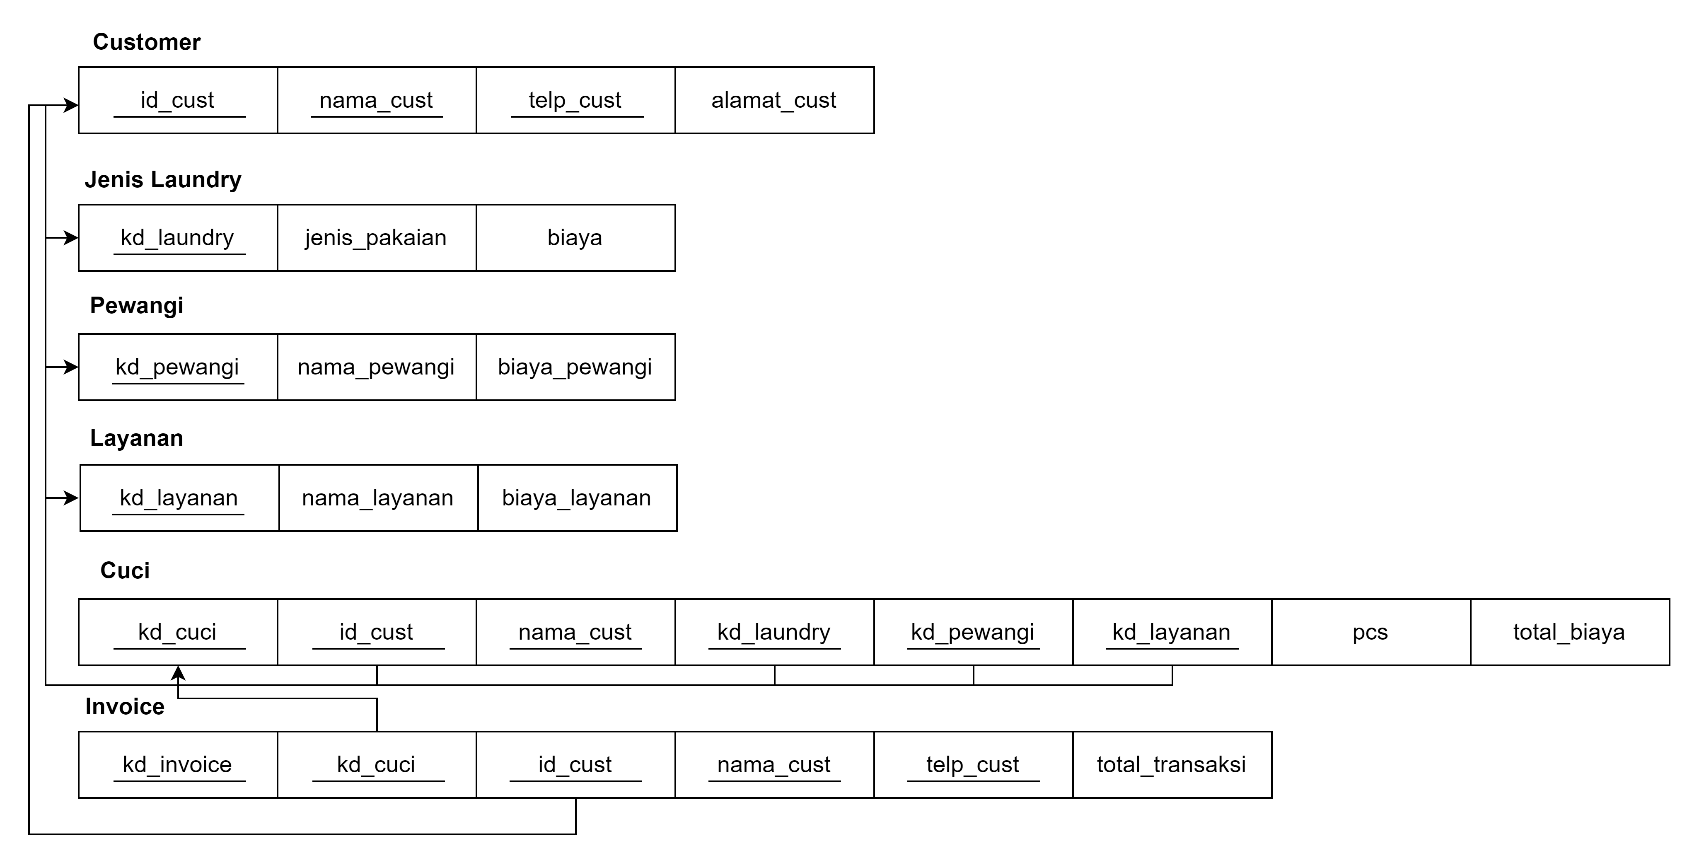 Customer
id_cust nama_cust telp_cust alamat_cust
Jenis Laundry
kd_laundry jenis_pakaian biaya
Pewangi
kd_pewangi nama_pewangi biaya_pewangi
Layanan
kd_layanan nama_layanan biaya_layanan
Cuci
kd_cuci id_cust nama_cust kd_laundry kd_pewangi kd_layanan pcs total_biaya
Invoice
kd_invoice kd_cuci id_cust nama_cust telp_cust total_transaksi